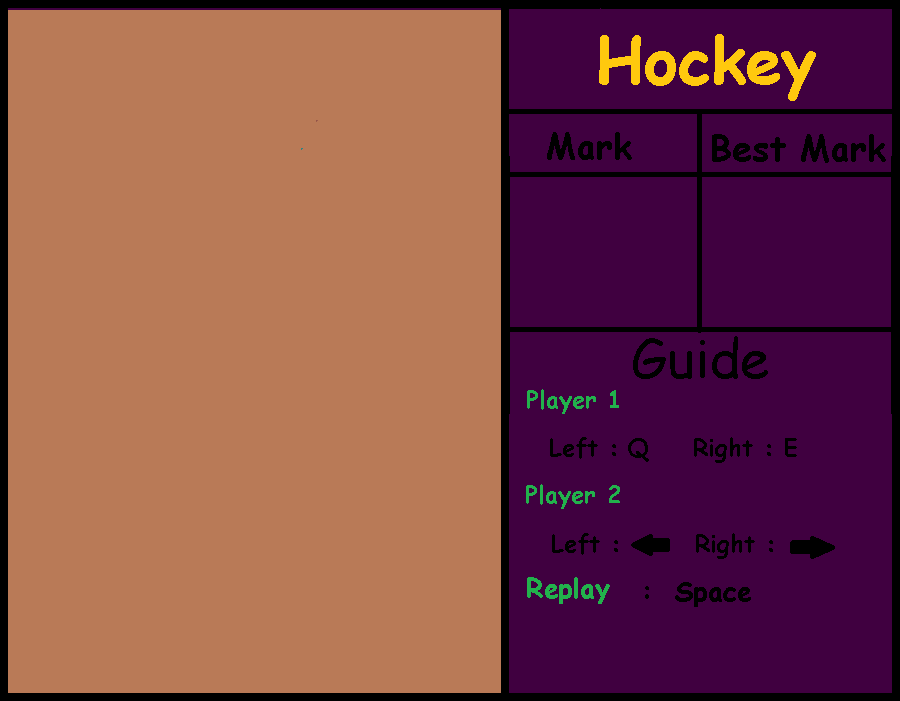 Hockey
Mark Best Mark
Guide
Player 1
Left : Q Right : E
Player 2
Left : Right :
Replay : Space